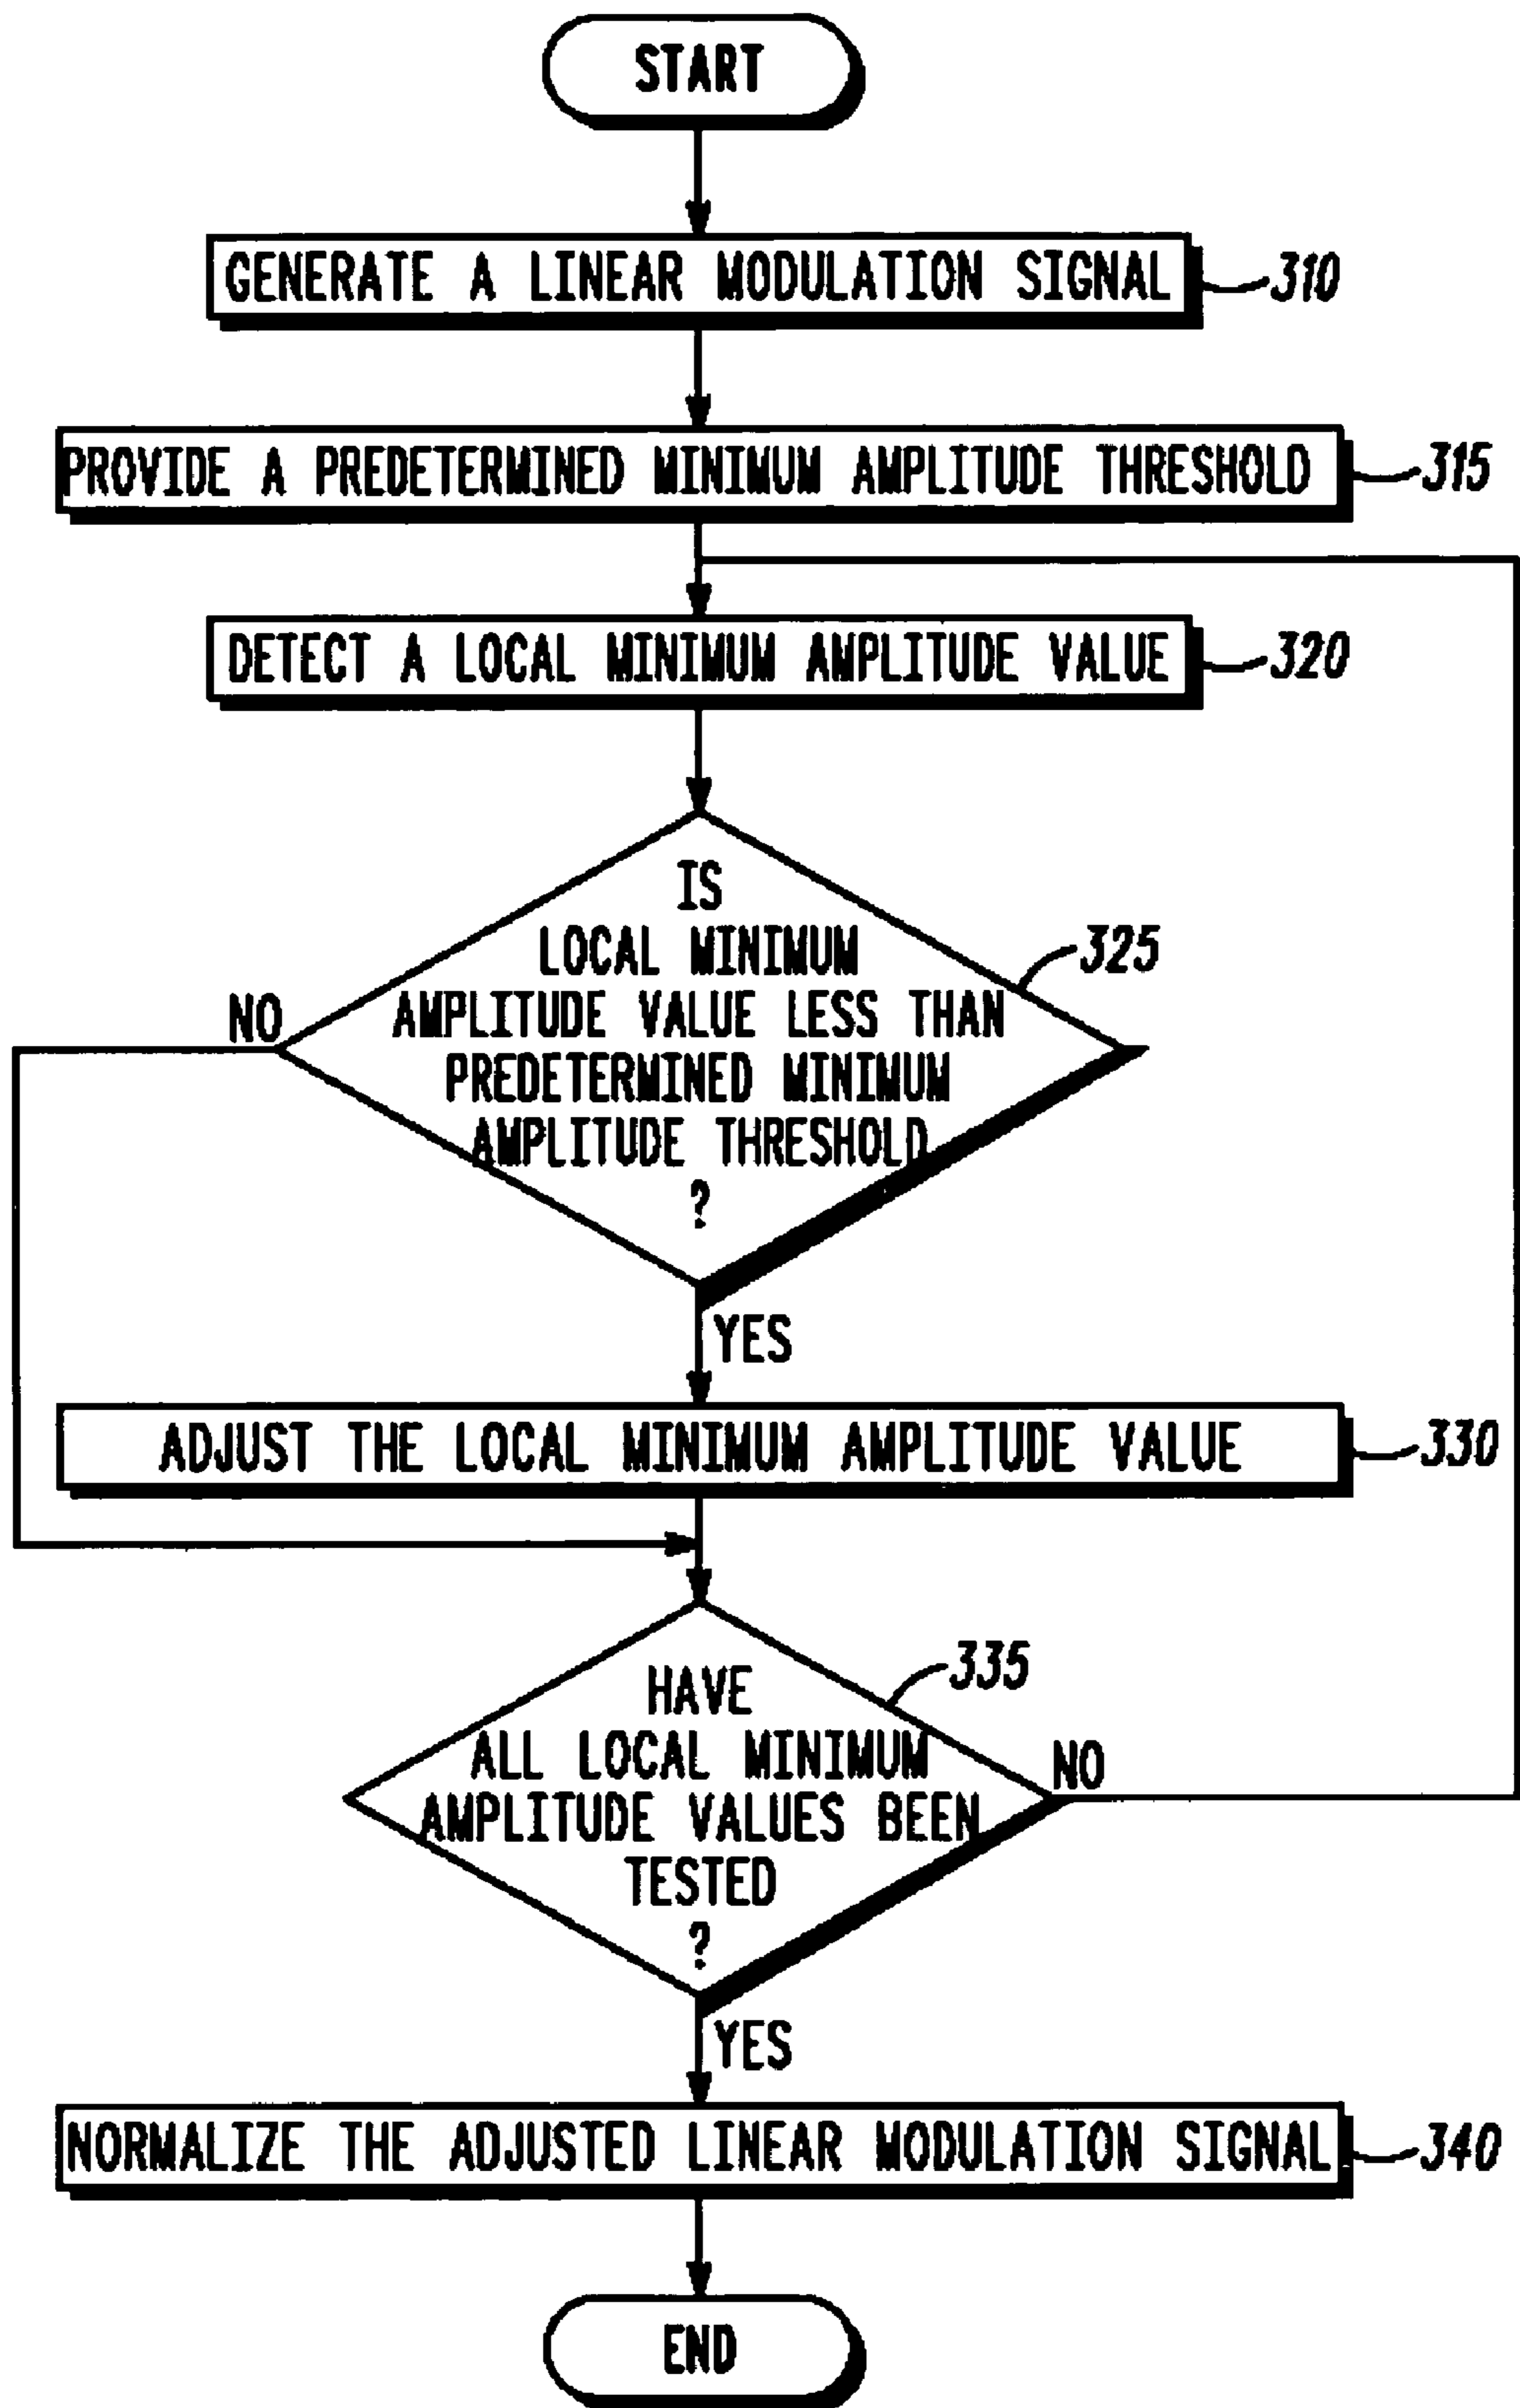 START
GENERATE A LINEAR MODULATION SIGNAL
310
PROVIDE A PREDETERMINED MINIMUM AMPLITUDE THRESHOLD
315
DETECT A LOCAL MINIMUM AMPLITUDE VALUE
320
IS
LOCAL MINIMUM
AMPLITUDE VALUE LESS THAN
PREDETERMINED MINIMUM
AMPLITUDE THRESHOLD
?
325
NO
YES
ADJUST THE LOCAL MINIMUM AMPLITUDE VALUE
330
HAVE
ALL LOCAL MINIMUM
AMPLITUDE VALUES BEEN
TESTED
?
335
NO
YES
NORMALIZE THE ADJUSTED LINEAR MODULATION SIGNAL
340
END